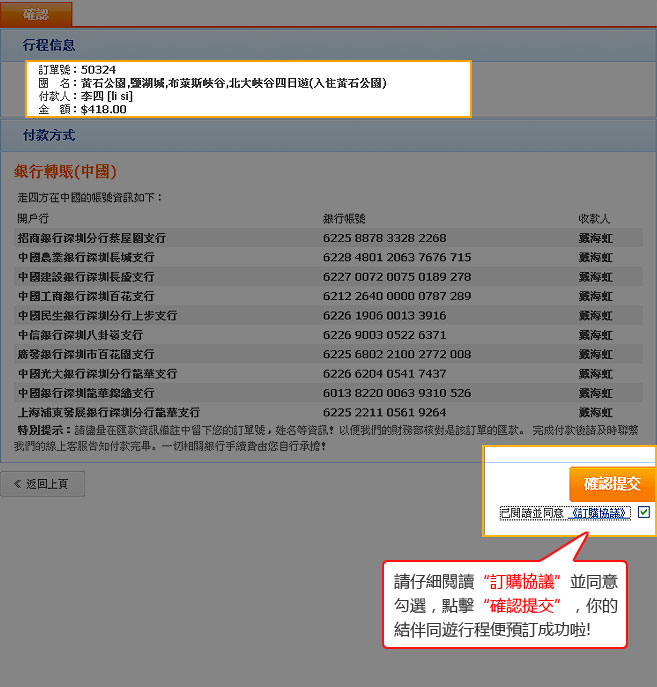 確認
行程信息
訂單號：50324
團　名：黃石公園,鹽湖城,布萊斯峽谷,北大峽谷四日遊(入住黃石公園)
付款人：李四 [li si]
金　額：$418.00
付款方式
銀行轉賬(中國)
走四方在中國的帳號資訊如下：
開戶行 銀行帳號 收款人
招商銀行深圳分行蔡屋圍支行 6225 8878 3328 2268 戴海虹
中國農業銀行深圳長城支行 6228 4801 2063 7676 715 戴海虹
中國建設銀行深圳長盛支行 6227 0072 0075 0189 278 戴海虹
中國工商銀行深圳百花支行 6212 2640 0000 0787 289 戴海虹
中國民生銀行深圳分行上步支行 6226 1906 0013 3916 戴海虹
中信銀行深圳八卦嶺支行 6226 9003 0522 6371 戴海虹
廣發銀行深圳市百花園支行 6225 6802 2100 2772 008 戴海虹
中國光大銀行深圳分行龍華支行 6226 6204 0541 7437 戴海虹
中國銀行深圳龍華錦繡支行 6013 8220 0063 9310 526 戴海虹
上海浦東發展銀行深圳分行龍華支行 6225 2211 0561 9264 戴海虹
特別提示：請儘量在匯款資訊備註中留下您的訂單號，姓名等資訊！以便我們的財務部核對是該訂單的匯款。 完成付款後請及時聯繫
我們的線上客服告知付款完畢。一切相關銀行手續費由您自行承擔！
《 返回上頁
確認提交
已閱讀並同意 《訂購協議》
請仔細閱讀“訂購協議”並同意
勾選，點擊“確認提交”，你的
結伴同遊行程便預訂成功啦!